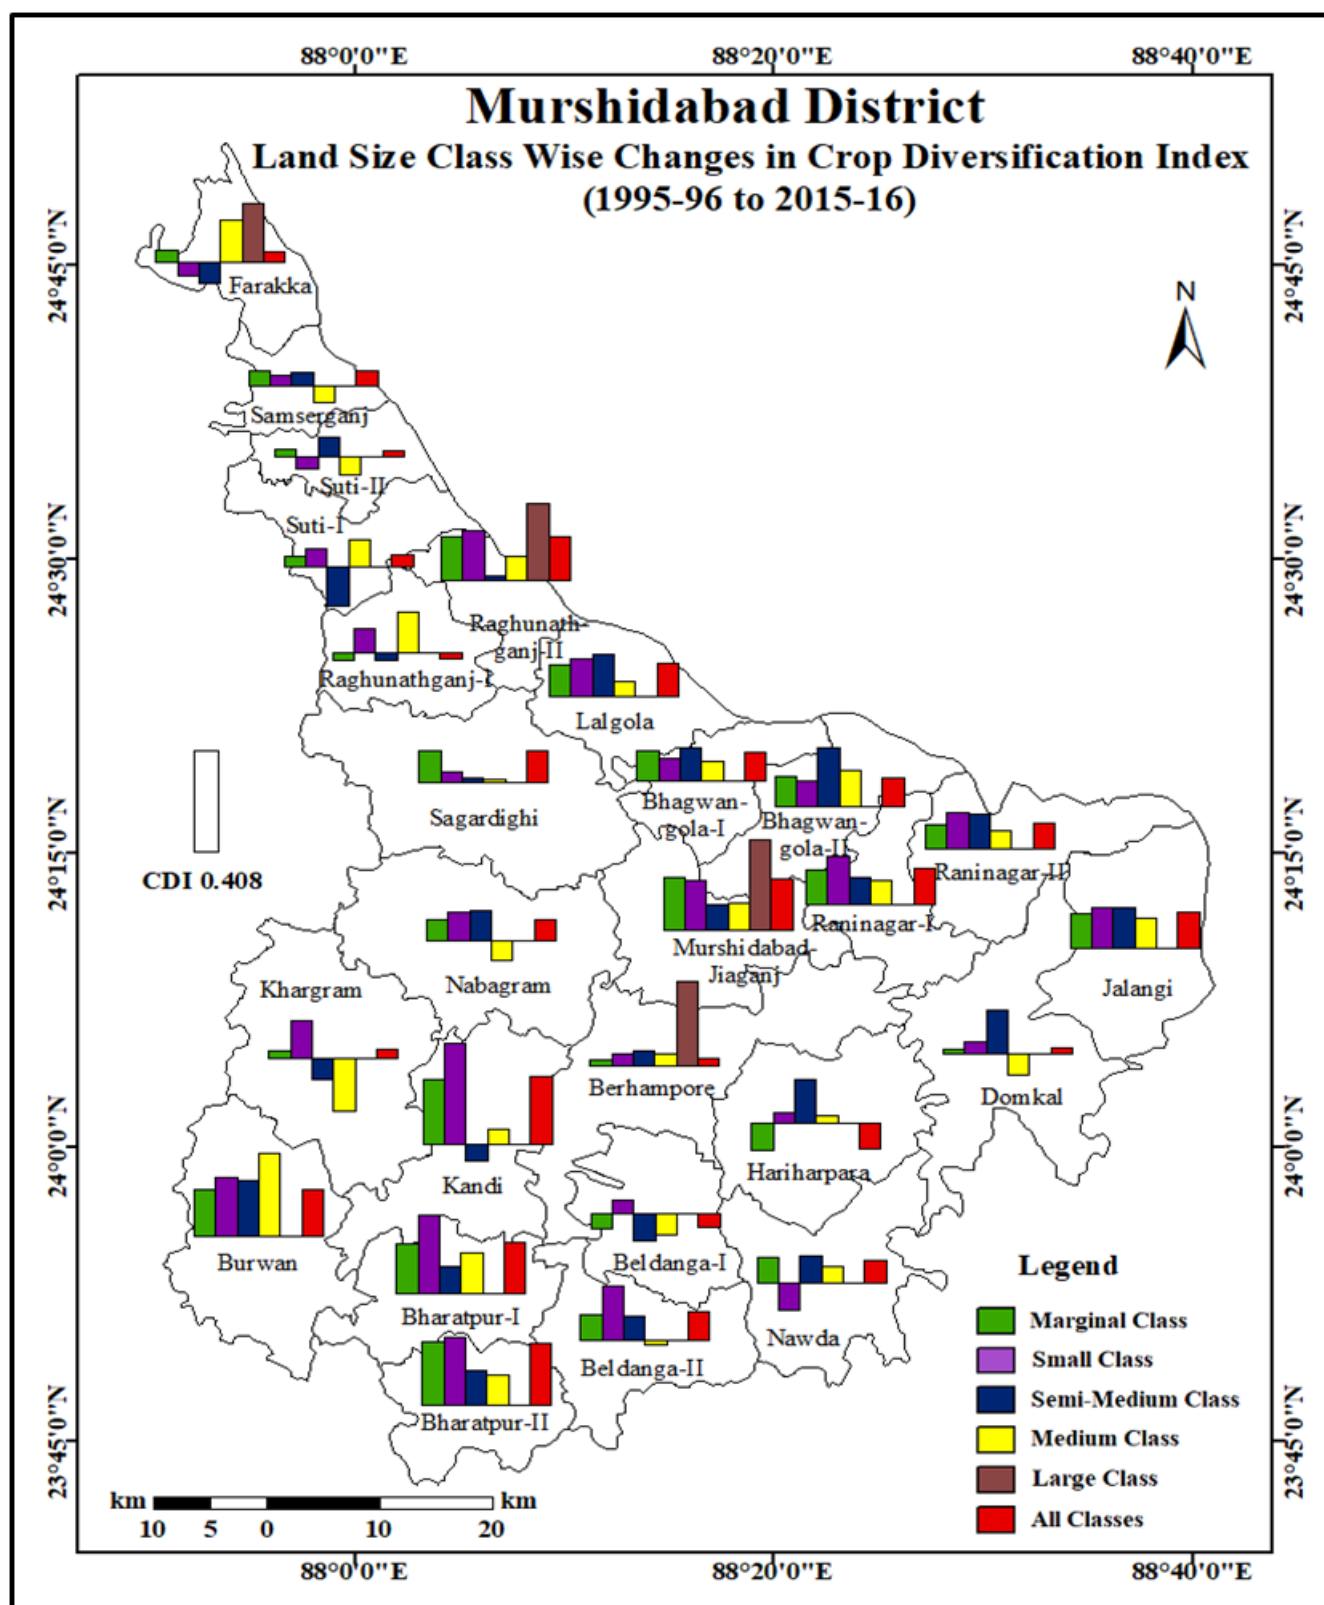 88°0'0"E 88°20'0"E 88°40'0"E
Murshidabad District
Land Size Class Wise Changes in Crop Diversification Index
(1995-96 to 2015-16)
24°45'0"N
24°45'0"N
N
Farakka
Samserganj
Suti-II
Suti-I
24°30'0"N
24°30'0"N
Raghunath-
ganj-II
Raghunathganj-I
Lalgola
Sagardighi
Bhagwan-
gola-I
Bhagwan-
gola-II
24°15'0"N
24°15'0"N
CDI 0.408
Raninagar-II
Raninagar-I
Murshidabad-
Jiaganj
Nabagram
Khargram
Jalangi
Berhampore
Domkal
24°0'0"N
24°0'0"N
Hariharpara
Kandi
Burwan
Beldanga-I
Bharatpur-I
Nawda
Beldanga-II
Bharatpur-II
Legend
Marginal Class
Small Class
Semi-Medium Class
Medium Class
Large Class
All Classes
23°45'0"N
23°45'0"N
km km
10 5 0 10 20
88°0'0"E 88°20'0"E 88°40'0"E